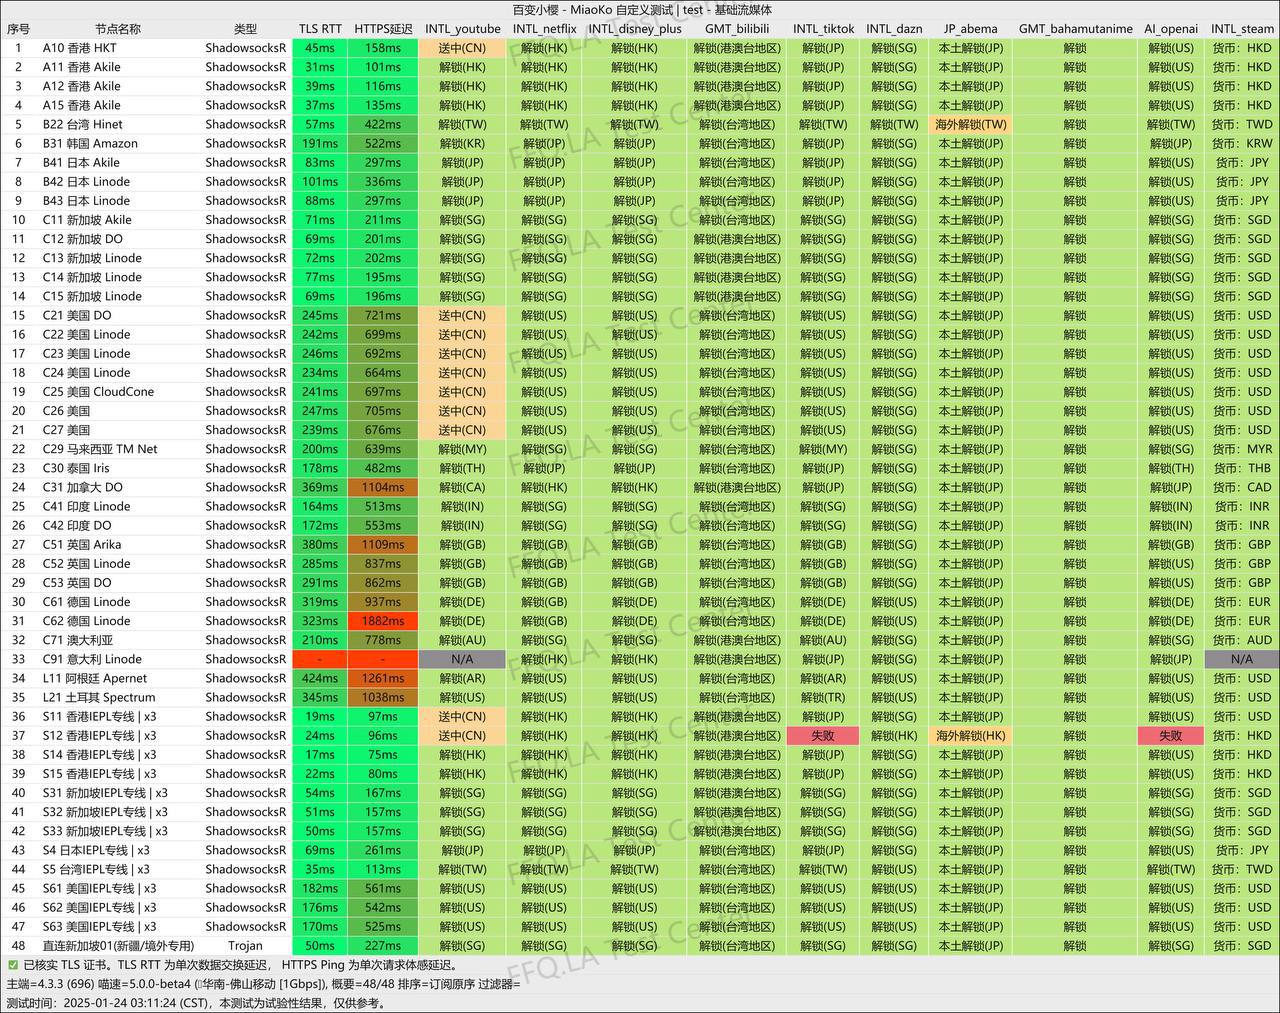 百变小樱 - MiaoKo 自定义测试 | test - 基础流媒体
序号 节点名称 类型 TLS RTT HTTPS延迟 INTL_youtube INTL_netflix INTL_disney_plus GMT_bilibili INTL_tiktok INTL_dazn JP_abema GMT_bahamutanime AI_openai INTL_steam
1 A10 香港 HKT ShadowsocksR 45ms 158ms 送中(CN) 解锁(HK) 解锁(HK) 解锁(港澳台地区) 解锁(JP) 解锁(SG) 本土解锁(JP) 解锁 解锁(US) 货币：HKD
2 A11 香港 Akile ShadowsocksR 31ms 101ms 解锁(HK) 解锁(HK) 解锁(HK) 解锁(港澳台地区) 解锁(JP) 解锁(SG) 本土解锁(JP) 解锁 解锁(US) 货币：HKD
3 A12 香港 Akile ShadowsocksR 39ms 116ms 解锁(HK) 解锁(HK) 解锁(HK) 解锁(港澳台地区) 解锁(JP) 解锁(SG) 本土解锁(JP) 解锁 解锁(US) 货币：HKD
4 A15 香港 Akile ShadowsocksR 37ms 135ms 解锁(HK) 解锁(HK) 解锁(HK) 解锁(港澳台地区) 解锁(JP) 解锁(SG) 本土解锁(JP) 解锁 解锁(US) 货币：HKD
5 B22 台湾 Hinet ShadowsocksR 57ms 422ms 解锁(TW) 解锁(TW) 解锁(TW) 解锁(台湾地区) 解锁(TW) 解锁(TW) 海外解锁(TW) 解锁 解锁(TW) 货币：TWD
6 B31 韩国 Amazon ShadowsocksR 191ms 522ms 解锁(KR) 解锁(JP) 解锁(JP) 解锁(台湾地区) 解锁(JP) 解锁(SG) 本土解锁(JP) 解锁 解锁(JP) 货币：KRW
7 B41 日本 Akile ShadowsocksR 83ms 297ms 解锁(JP) 解锁(JP) 解锁(JP) 解锁(台湾地区) 解锁(JP) 解锁(SG) 本土解锁(JP) 解锁 解锁(US) 货币：JPY
8 B42 日本 Linode ShadowsocksR 101ms 336ms 解锁(JP) 解锁(JP) 解锁(JP) 解锁(台湾地区) 解锁(JP) 解锁(SG) 本土解锁(JP) 解锁 解锁(US) 货币：JPY
9 B43 日本 Linode ShadowsocksR 88ms 297ms 解锁(JP) 解锁(JP) 解锁(JP) 解锁(台湾地区) 解锁(JP) 解锁(SG) 本土解锁(JP) 解锁 解锁(US) 货币：JPY
10 C11 新加坡 Akile ShadowsocksR 71ms 211ms 解锁(SG) 解锁(SG) 解锁(SG) 解锁(台湾地区) 解锁(SG) 解锁(SG) 本土解锁(JP) 解锁 解锁(SG) 货币：SGD
11 C12 新加坡 DO ShadowsocksR 69ms 201ms 解锁(SG) 解锁(SG) 解锁(SG) 解锁(港澳台地区) 解锁(SG) 解锁(SG) 本土解锁(JP) 解锁 解锁(SG) 货币：SGD
12 C13 新加坡 Linode ShadowsocksR 72ms 202ms 解锁(SG) 解锁(SG) 解锁(SG) 解锁(港澳台地区) 解锁(SG) 解锁(SG) 本土解锁(JP) 解锁 解锁(SG) 货币：SGD
13 C14 新加坡 Linode ShadowsocksR 77ms 195ms 解锁(SG) 解锁(SG) 解锁(SG) 解锁(港澳台地区) 解锁(SG) 解锁(SG) 本土解锁(JP) 解锁 解锁(SG) 货币：SGD
14 C15 新加坡 Linode ShadowsocksR 69ms 196ms 解锁(SG) 解锁(SG) 解锁(SG) 解锁(港澳台地区) 解锁(SG) 解锁(SG) 本土解锁(JP) 解锁 解锁(SG) 货币：SGD
15 C21 美国 DO ShadowsocksR 245ms 721ms 送中(CN) 解锁(US) 解锁(US) 解锁(台湾地区) 解锁(US) 解锁(SG) 本土解锁(JP) 解锁 解锁(US) 货币：USD
16 C22 美国 Linode ShadowsocksR 242ms 699ms 送中(CN) 解锁(US) 解锁(US) 解锁(台湾地区) 解锁(US) 解锁(SG) 本土解锁(JP) 解锁 解锁(US) 货币：USD
17 C23 美国 Linode ShadowsocksR 246ms 692ms 送中(CN) 解锁(US) 解锁(US) 解锁(台湾地区) 解锁(US) 解锁(SG) 本土解锁(JP) 解锁 解锁(US) 货币：USD
18 C24 美国 Linode ShadowsocksR 234ms 664ms 送中(CN) 解锁(US) 解锁(US) 解锁(台湾地区) 解锁(US) 解锁(SG) 本土解锁(JP) 解锁 解锁(US) 货币：USD
19 C25 美国 CloudCone ShadowsocksR 241ms 697ms 送中(CN) 解锁(US) 解锁(US) 解锁(台湾地区) 解锁(US) 解锁(SG) 本土解锁(JP) 解锁 解锁(US) 货币：USD
20 C26 美国 ShadowsocksR 247ms 705ms 送中(CN) 解锁(US) 解锁(US) 解锁(台湾地区) 解锁(US) 解锁(SG) 本土解锁(JP) 解锁 解锁(US) 货币：USD
21 C27 美国 ShadowsocksR 239ms 676ms 送中(CN) 解锁(US) 解锁(US) 解锁(台湾地区) 解锁(US) 解锁(SG) 本土解锁(JP) 解锁 解锁(US) 货币：USD
22 C29 马来西亚 TM Net ShadowsocksR 200ms 639ms 解锁(MY) 解锁(SG) 解锁(SG) 解锁(台湾地区) 解锁(MY) 解锁(SG) 本土解锁(JP) 解锁 解锁(SG) 货币：MYR
23 C30 泰国 Iris ShadowsocksR 178ms 482ms 解锁(TH) 解锁(JP) 解锁(JP) 解锁(台湾地区) 解锁(JP) 解锁(SG) 本土解锁(JP) 解锁 解锁(TH) 货币：THB
24 C31 加拿大 DO ShadowsocksR 369ms 1104ms 解锁(CA) 解锁(HK) 解锁(HK) 解锁(港澳台地区) 解锁(JP) 解锁(SG) 本土解锁(JP) 解锁 解锁(JP) 货币：CAD
25 C41 印度 Linode ShadowsocksR 164ms 513ms 解锁(IN) 解锁(SG) 解锁(SG) 解锁(台湾地区) 解锁(SG) 解锁(SG) 本土解锁(JP) 解锁 解锁(IN) 货币：INR
26 C42 印度 DO ShadowsocksR 172ms 553ms 解锁(IN) 解锁(SG) 解锁(SG) 解锁(台湾地区) 解锁(SG) 解锁(SG) 本土解锁(JP) 解锁 解锁(IN) 货币：INR
27 C51 英国 Arika ShadowsocksR 380ms 1109ms 解锁(GB) 解锁(GB) 解锁(GB) 解锁(台湾地区) 解锁(GB) 解锁(SG) 本土解锁(JP) 解锁 解锁(GB) 货币：GBP
28 C52 英国 Linode ShadowsocksR 285ms 837ms 解锁(GB) 解锁(GB) 解锁(GB) 解锁(台湾地区) 解锁(GB) 解锁(SG) 本土解锁(JP) 解锁 解锁(US) 货币：GBP
29 C53 英国 DO ShadowsocksR 291ms 862ms 解锁(GB) 解锁(GB) 解锁(GB) 解锁(台湾地区) 解锁(GB) 解锁(SG) 本土解锁(JP) 解锁 解锁(US) 货币：GBP
30 C61 德国 Linode ShadowsocksR 319ms 937ms 解锁(DE) 解锁(GB) 解锁(DE) 解锁(台湾地区) 解锁(DE) 解锁(US) 本土解锁(JP) 解锁 解锁(DE) 货币：EUR
31 C62 德国 Linode ShadowsocksR 323ms 1882ms 解锁(DE) 解锁(GB) 解锁(DE) 解锁(台湾地区) 解锁(DE) 解锁(US) 本土解锁(JP) 解锁 解锁(DE) 货币：EUR
32 C71 澳大利亚 ShadowsocksR 210ms 778ms 解锁(AU) 解锁(SG) 解锁(SG) 解锁(台湾地区) 解锁(AU) 解锁(SG) 本土解锁(JP) 解锁 解锁(SG) 货币：AUD
33 C91 意大利 Linode ShadowsocksR - - N/A 解锁(HK) 解锁(HK) 解锁(港澳台地区) 解锁(JP) 解锁(SG) 本土解锁(JP) 解锁 解锁(JP) N/A
34 L11 阿根廷 Apernet ShadowsocksR 424ms 1261ms 解锁(AR) 解锁(US) 解锁(US) 解锁(台湾地区) 解锁(AR) 解锁(US) 本土解锁(JP) 解锁 解锁(US) 货币：USD
35 L21 土耳其 Spectrum ShadowsocksR 345ms 1038ms 解锁(US) 解锁(US) 解锁(US) 解锁(台湾地区) 解锁(TR) 解锁(US) 本土解锁(JP) 解锁 解锁(US) 货币：USD
36 S11 香港IEPL专线 | x3 ShadowsocksR 19ms 97ms 送中(CN) 解锁(HK) 解锁(HK) 解锁(港澳台地区) 解锁(JP) 解锁(SG) 本土解锁(JP) 解锁 解锁(US) 货币：USD
37 S12 香港IEPL专线 | x3 ShadowsocksR 24ms 96ms 送中(CN) 解锁(HK) 解锁(HK) 解锁(港澳台地区) 失败 解锁(HK) 海外解锁(HK) 解锁 失败 货币：HKD
38 S14 香港IEPL专线 | x3 ShadowsocksR 17ms 75ms 解锁(HK) 解锁(HK) 解锁(HK) 解锁(港澳台地区) 解锁(JP) 解锁(SG) 本土解锁(JP) 解锁 解锁(US) 货币：HKD
39 S15 香港IEPL专线 | x3 ShadowsocksR 22ms 80ms 解锁(HK) 解锁(HK) 解锁(HK) 解锁(港澳台地区) 解锁(JP) 解锁(SG) 本土解锁(JP) 解锁 解锁(US) 货币：HKD
40 S31 新加坡IEPL专线 | x3 ShadowsocksR 54ms 167ms 解锁(SG) 解锁(SG) 解锁(SG) 解锁(港澳台地区) 解锁(SG) 解锁(SG) 本土解锁(JP) 解锁 解锁(SG) 货币：SGD
41 S32 新加坡IEPL专线 | x3 ShadowsocksR 51ms 157ms 解锁(SG) 解锁(SG) 解锁(SG) 解锁(港澳台地区) 解锁(SG) 解锁(SG) 本土解锁(JP) 解锁 解锁(SG) 货币：SGD
42 S33 新加坡IEPL专线 | x3 ShadowsocksR 50ms 157ms 解锁(SG) 解锁(SG) 解锁(SG) 解锁(港澳台地区) 解锁(SG) 解锁(SG) 本土解锁(JP) 解锁 解锁(SG) 货币：SGD
43 S4 日本IEPL专线 | x3 ShadowsocksR 69ms 261ms 解锁(JP) 解锁(JP) 解锁(JP) 解锁(台湾地区) 解锁(JP) 解锁(SG) 本土解锁(JP) 解锁 解锁(US) 货币：JPY
44 S5 台湾IEPL专线 | x3 ShadowsocksR 35ms 113ms 解锁(TW) 解锁(TW) 解锁(TW) 解锁(台湾地区) 解锁(JP) 解锁(US) 本土解锁(JP) 解锁 解锁(TW) 货币：TWD
45 S61 美国IEPL专线 | x3 ShadowsocksR 182ms 561ms 解锁(US) 解锁(US) 解锁(US) 解锁(台湾地区) 解锁(US) 解锁(SG) 本土解锁(JP) 解锁 解锁(US) 货币：USD
46 S62 美国IEPL专线 | x3 ShadowsocksR 176ms 542ms 解锁(US) 解锁(US) 解锁(US) 解锁(台湾地区) 解锁(US) 解锁(SG) 本土解锁(JP) 解锁 解锁(US) 货币：USD
47 S63 美国IEPL专线 | x3 ShadowsocksR 170ms 525ms 解锁(US) 解锁(US) 解锁(US) 解锁(台湾地区) 解锁(US) 解锁(SG) 本土解锁(JP) 解锁 解锁(US) 货币：USD
48 直连新加坡01(新疆/境外专用) Trojan 50ms 227ms 解锁(SG) 解锁(SG) 解锁(SG) 解锁(台湾地区) 解锁(SG) 解锁(SG) 本土解锁(JP) 解锁 解锁(SG) 货币：SGD
✅ 已核实 TLS 证书。TLS RTT 为单次数据交换延迟， HTTPS Ping 为单次请求体感延迟。
主端=4.3.3 (696) 喵速=5.0.0-beta4 (华南-佛山移动 [1Gbps]), 概要=48/48 排序=订阅原序 过滤器=
测试时间：2025-01-24 03:11:24 (CST)，本测试为试验性结果，仅供参考。
FFQ.LA Test Center